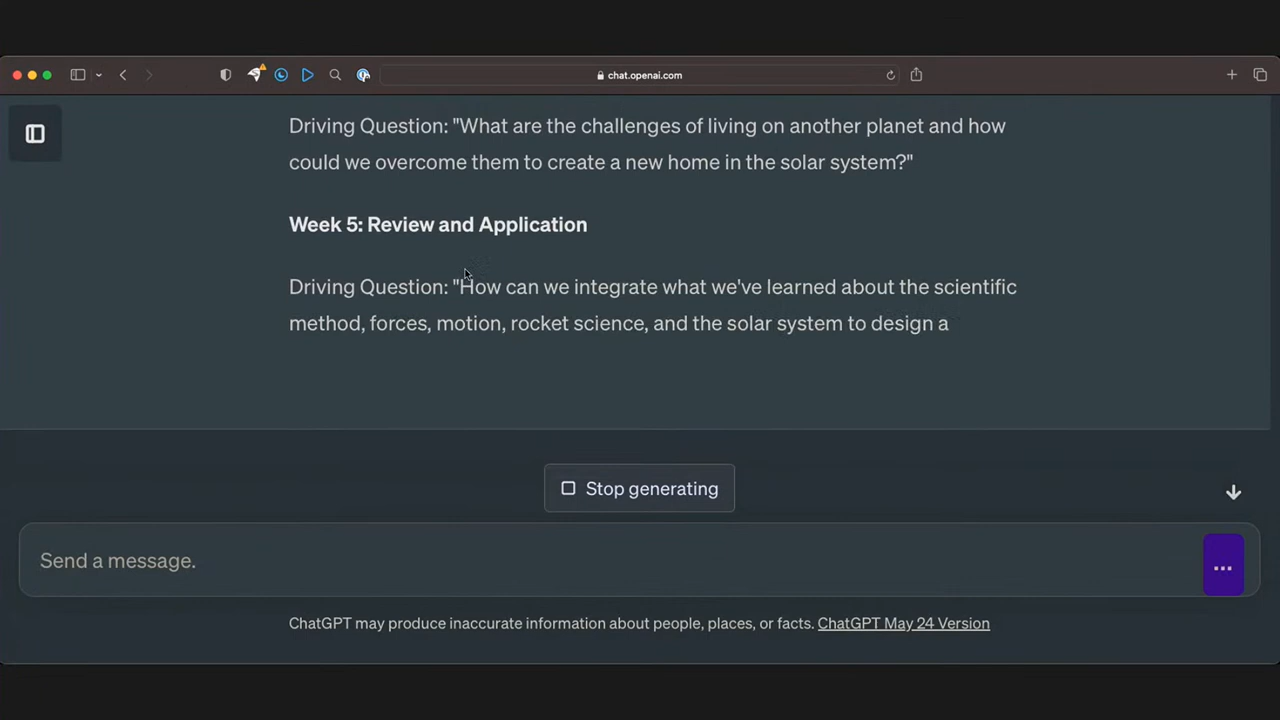 chat.openai.com
Driving Question: "What are the challenges of living on another planet and how
could we overcome them to create a new home in the solar system?"
Week 5: Review and Application
Driving Question: "How can we integrate what we've learned about the scientific
method, forces, motion, rocket science, and the solar system to design a
Stop generating
Send a message.
...
ChatGPT may produce inaccurate information about people, places, or facts. ChatGPT May 24 Version